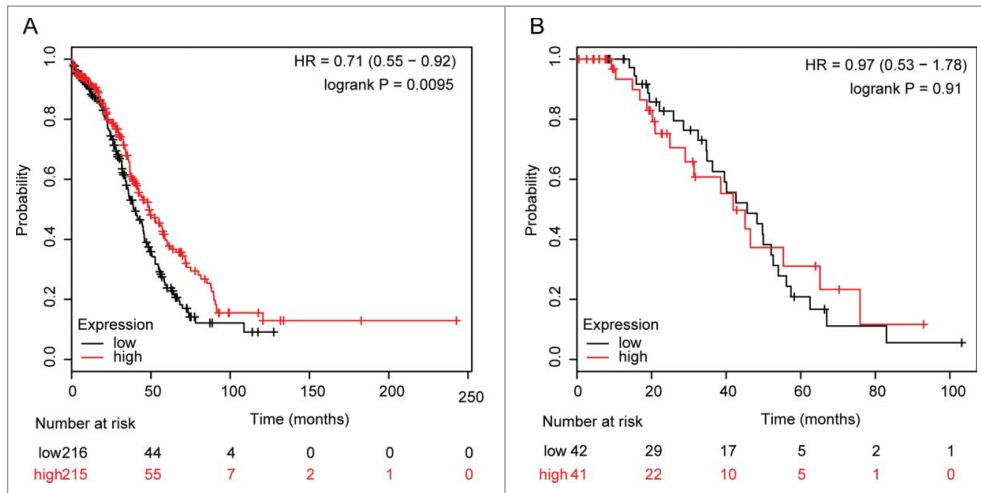 A
HR = 0.71 (0.55 − 0.92)
logrank P = 0.0095
Probability
1.0
0.8
0.6
0.4
0.2
0.0
Expression
low
high
0 50 100 150 200 250
Time (months)
Number at risk
low 216 44 4 0 0 0
high 215 55 7 2 1 0
B
HR = 0.97 (0.53 − 1.78)
logrank P = 0.91
Probability
1.0
0.8
0.6
0.4
0.2
0.0
Expression
low
high
0 20 40 60 80 100
Time (months)
Number at risk
low 42 29 17 5 2 1
high 41 22 10 5 1 0